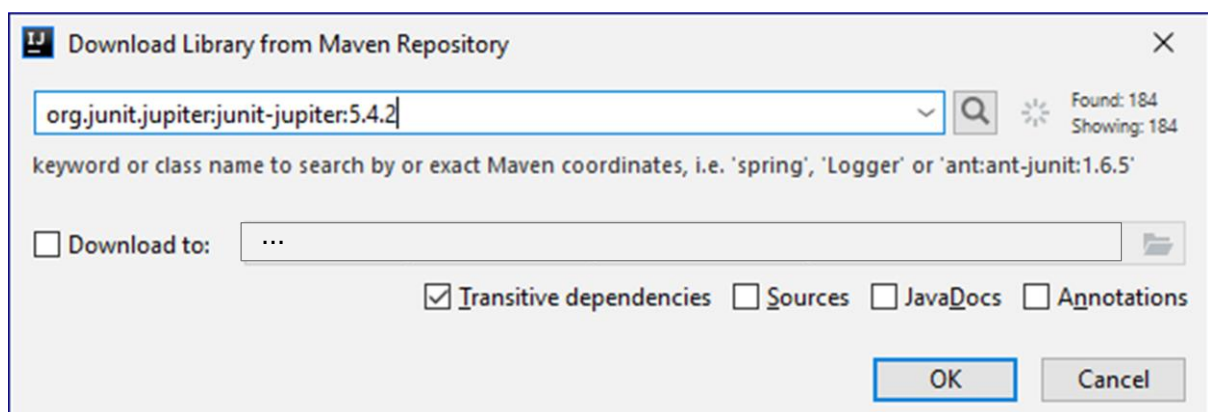 IJ Download Library from Maven Repository
org.junit.jupiter:junit-jupiter:5.4.2
Found: 184
Showing: 184
keyword or class name to search by or exact Maven coordinates, i.e. 'spring', 'Logger' or 'ant:ant-junit:1.6.5'
Download to: ...
Transitive dependencies Sources JavaDocs Annotations
OK Cancel